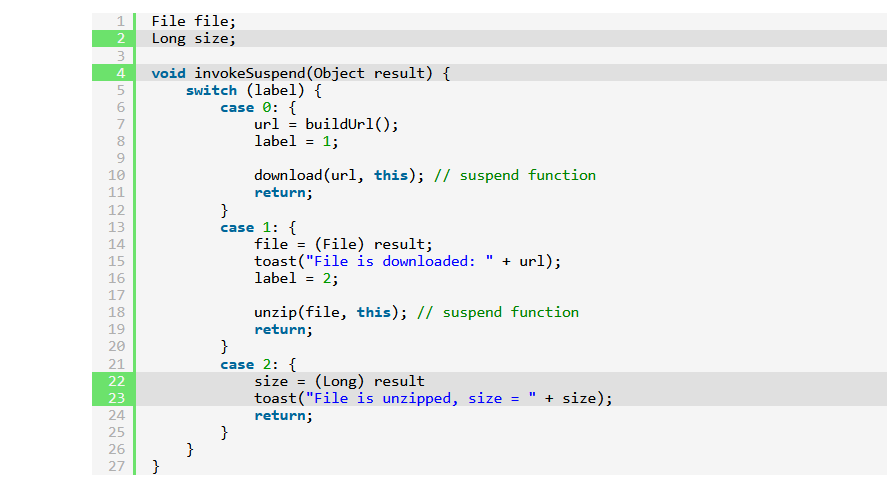 1 File file;
2 Long size;
3
4 void invokeSuspend(Object result) {
5     switch (label) {
6         case 0: {
7             url = buildUrl();
8             label = 1;
9
10             download(url, this); // suspend function
11             return;
12         }
13         case 1: {
14             file = (File) result;
15             toast("File is downloaded: " + url);
16             label = 2;
17
18             unzip(file, this); // suspend function
19             return;
20         }
21         case 2: {
22             size = (Long) result
23             toast("File is unzipped, size = " + size);
24             return;
25         }
26     }
27 }